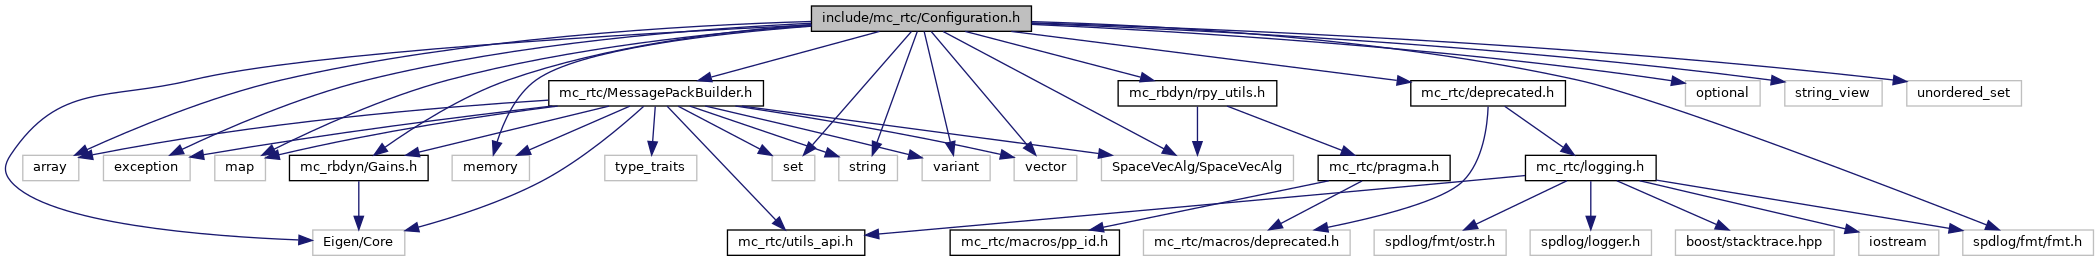 include/mc_rtc/Configuration.h
mc_rtc/MessagePackBuilder.h
mc_rbdyn/rpy_utils.h
mc_rtc/deprecated.h
optional
string_view
unordered_set
array
exception
map
mc_rbdyn/Gains.h
memory
type_traits
set
string
variant
vector
SpaceVecAlg/SpaceVecAlg
mc_rtc/pragma.h
mc_rtc/logging.h
Eigen/Core
mc_rtc/utils_api.h
mc_rtc/macros/pp_id.h
mc_rtc/macros/deprecated.h
spdlog/fmt/ostr.h
spdlog/logger.h
boost/stacktrace.hpp
iostream
spdlog/fmt/fmt.h